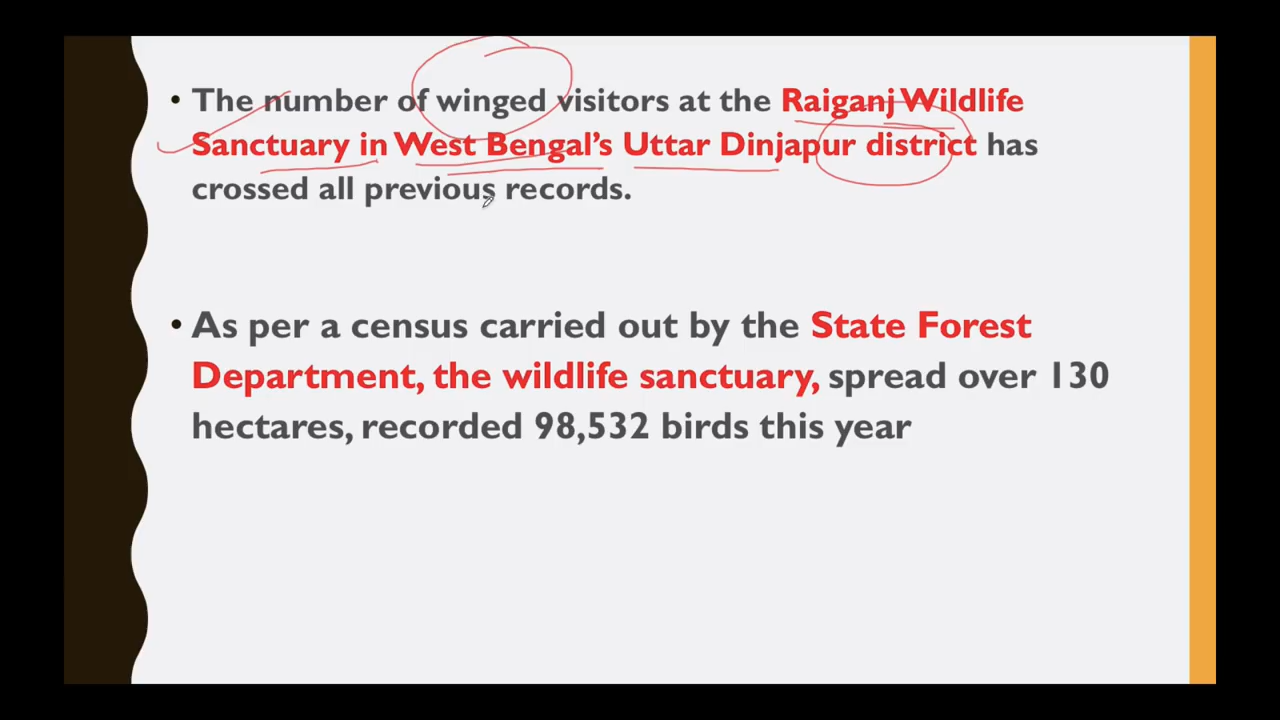 • The number of winged visitors at the Raiganj Wildlife
Sanctuary in West Bengal’s Uttar Dinjapur district has
crossed all previous records.
• As per a census carried out by the State Forest
Department, the wildlife sanctuary, spread over 130
hectares, recorded 98,532 birds this year